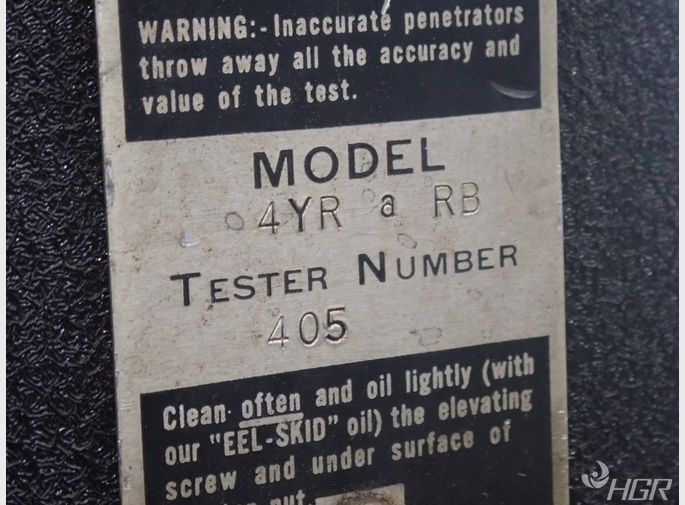 WARNING:-Inaccurate penetrators
throw away all the accuracy and
value of the test.
MODEL
4YR a RB
TESTER NUMBER
405
Clean often and oil lightly (with
our "EEL-SKID" oil) the elevating
screw and under surface of
nut.
HGR